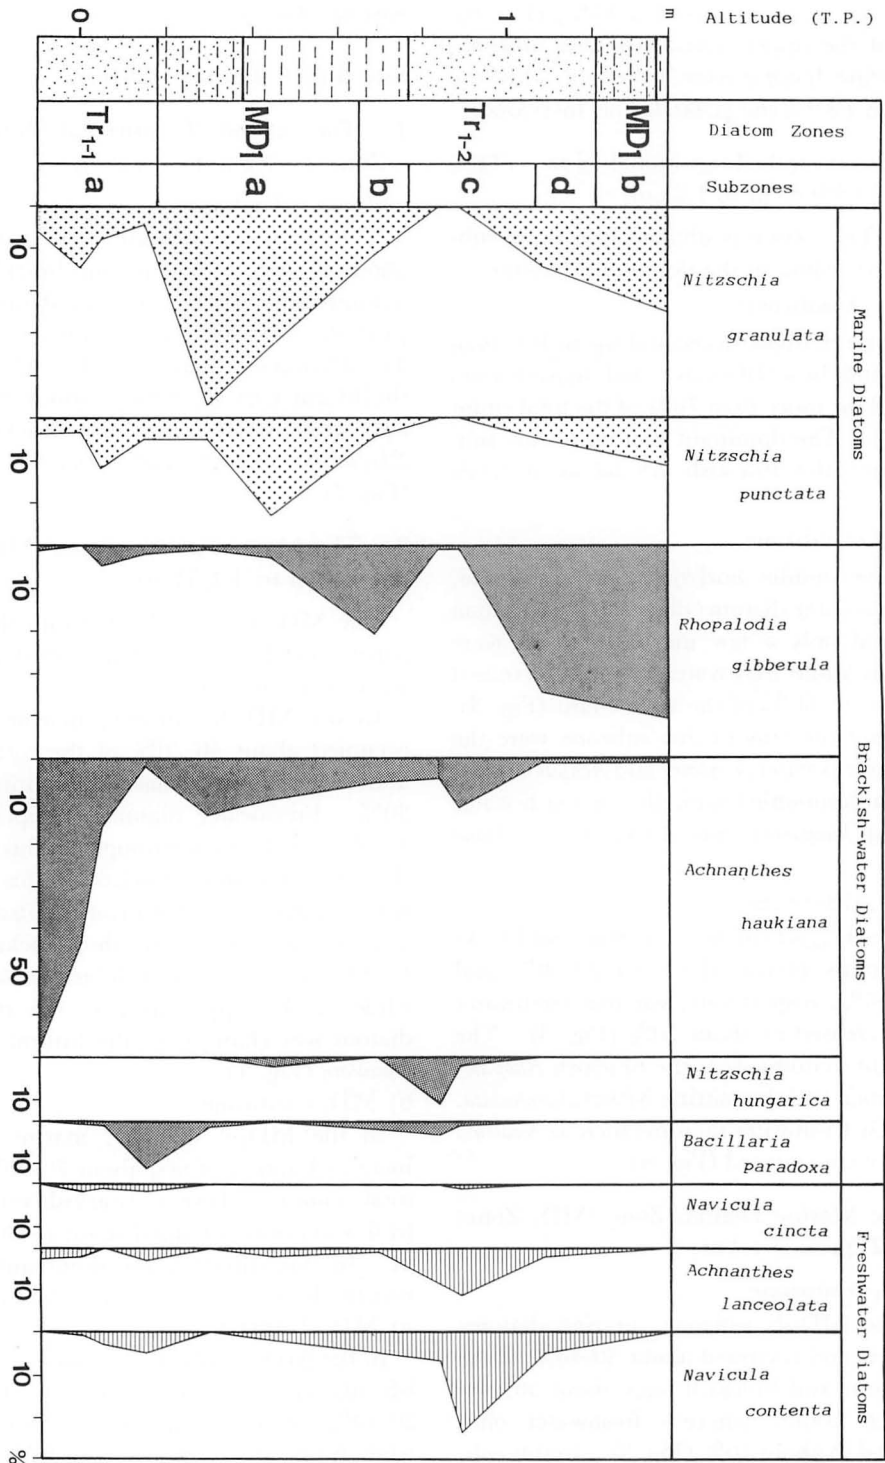 Altitude (T.P.)
m
1
0
Diatom Zones
Tr1-1
MD1
Tr1-2
MD1b
Subzones
a
a
b
c
d
Marine Diatoms
Nitzschia
granulata
10
Nitzschia
punctata
10
Brackish-water Diatoms
Rhopalodia
gibberula
10
Achnanthes
haukiana
10
50
Nitzschia
hungarica
10
Bacillaria
paradoxa
10
Freshwater Diatoms
Navicula
cincta
10
Achnanthes
lanceolata
10
Navicula
contenta
10
%